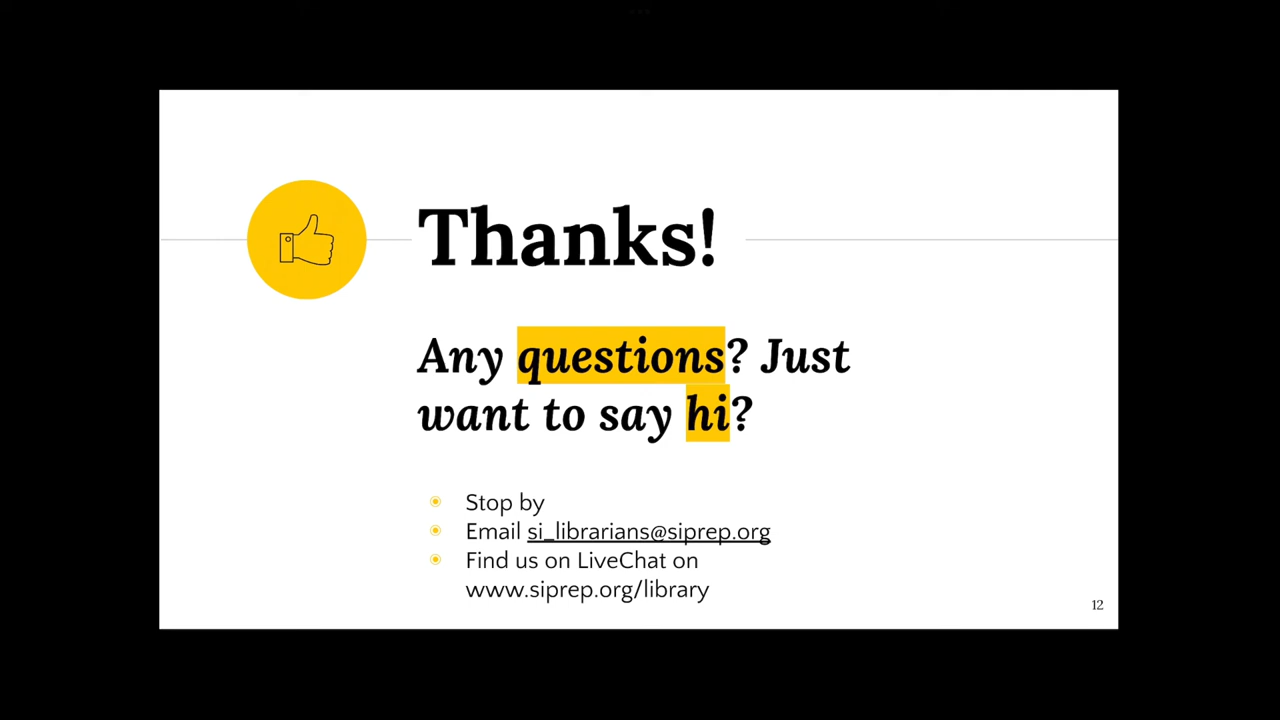 Thanks!
Any questions? Just
want to say hi?
Stop by
Email si_librarians@siprep.org
Find us on LiveChat on
www.siprep.org/library
12